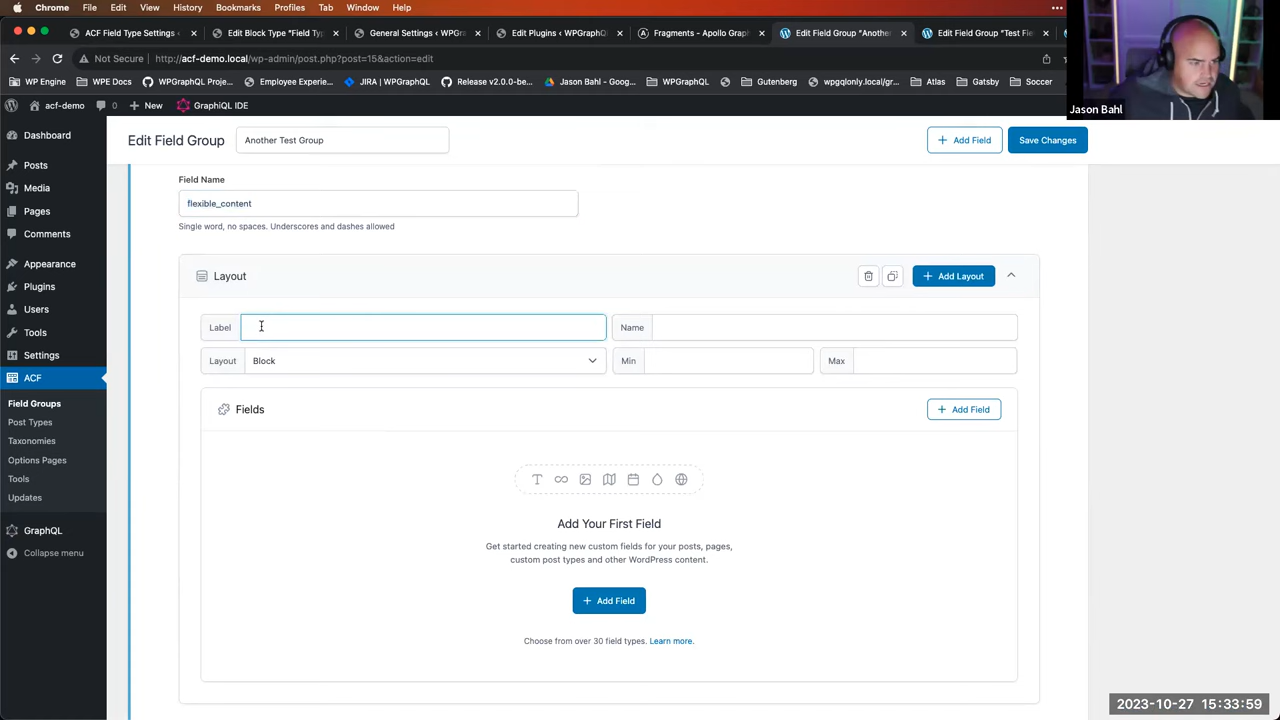 Chrome File Edit View History Bookmarks Profiles Tab Window Help
ACF Field Type Settings ‹ Edit Block Type "Field Typ General Settings ‹ WPGra Edit Plugins ‹ WPGraphQL Fragments - Apollo Grap Edit Field Group "Anothe Edit Field Group "Test Fie
Not Secure http://acf-demo.local/wp-admin/post.php?post=15&action=edit
WP Engine WPE Docs WPGraphQL Proje... Employee Experie... JIRA | WPGraphQL Release v2.0.0-be... Jason Bahl - Goog... WPGraphQL Gutenberg wpgqlonly.local/gr... Atlas Gatsby Socc
Jason Bahl
acf-demo 0 New GraphiQL IDE
Edit Field Group
Another Test Group
Add Field
Save Changes
Dashboard
Posts
Media
Pages
Comments
Appearance
Plugins
Users
Tools
Settings
ACF
Field Groups
Post Types
Taxonomies
Options Pages
Tools
Updates
GraphQL
Collapse menu
Field Name
flexible_content
Single word, no spaces. Underscores and dashes allowed
Layout
Add Layout
Label
Name
Layout Block
Min
Max
Fields
Add Field
Add Your First Field
Get started creating new custom fields for your posts, pages,
custom post types and other WordPress content.
Add Field
Choose from over 30 field types. Learn more.
2023-10-27 15:33:59